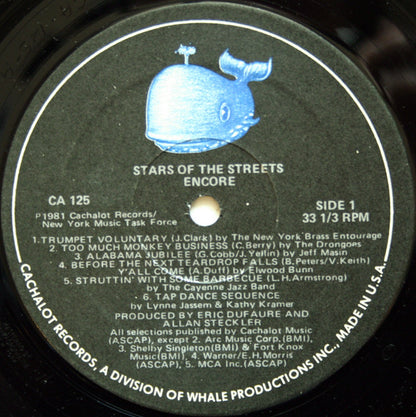 STARS OF THE STREETS
ENCORE
CA 125
SIDE 1
℗1981 Cachalot Records/
33 1/3 RPM
New York Music Task Force
1.TRUMPET VOLUNTARY (J.Clark) by The New York Brass Entourage
2. TOO MUCH MONKEY BUSINESS (C.Berry) by The Drongos
3. ALABAMA JUBILEE (G.Cobb/J.Yellin) by Jeff Masin
4. BEFORE THE NEXT TEARDROP FALLS (B.Peters/V.Keith)
Y'ALL COME (A.Duff) by Elwood Bunn
5. STRUTTIN' WITH SOME BARBECUE (L.H.Armstrong)
by The Cayenne Jazz Band
6. TAP DANCE SEQUENCE
by Lynne Jassem & Kathy Kramer
PRODUCED BY ERIC DUFAURE and
ALLAN STECKLER
All selections published by Cachalot Music
(ASCAP), except 2. Arc Music Corp.(BMI),
3. Shelby Singleton(BMI) & Fort Knox
Music(BMI), 4. Warner/E.H.Morris
(ASCAP), 5. MCA Inc.(ASCAP)
CACHALOT RECORDS, A DIVISION OF WHALE PRODUCTIONS INC., MADE IN U.S.A.